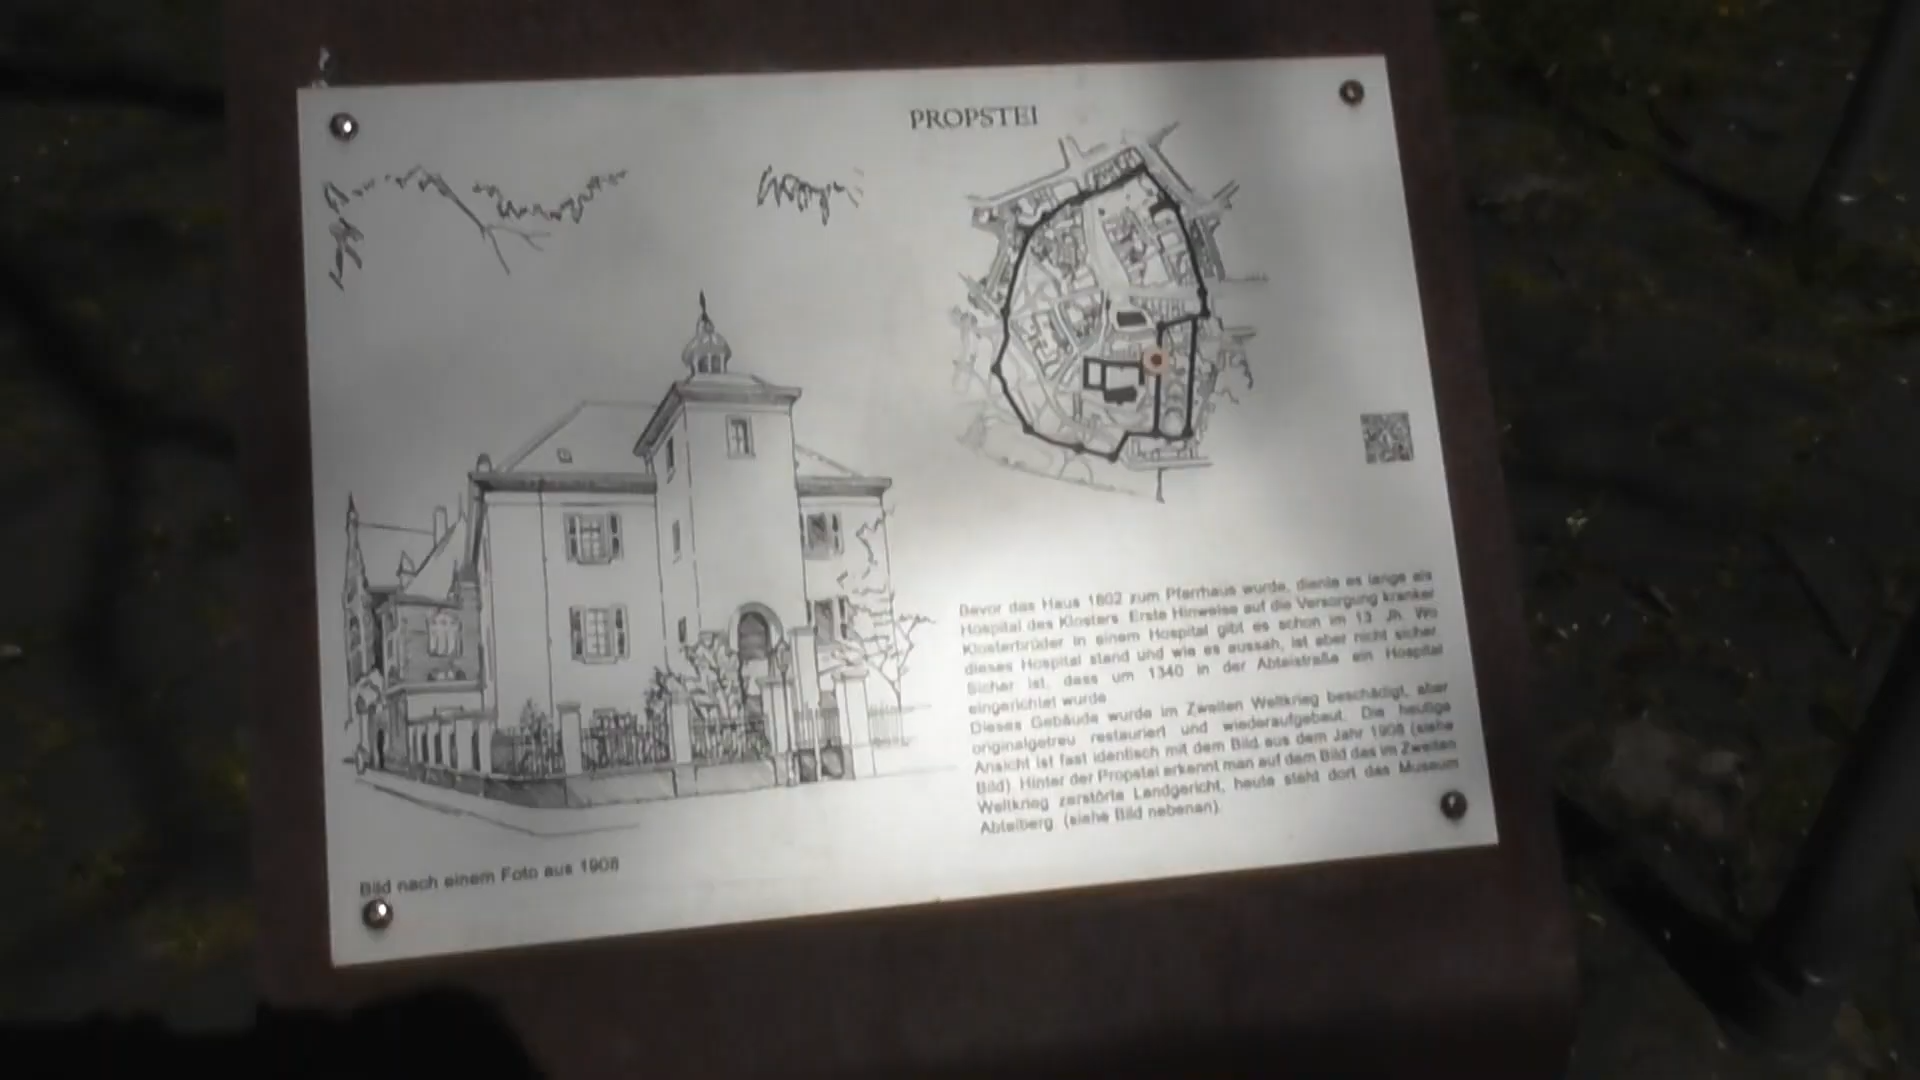 PROPSTEI
Bevor das Haus 1802 zum Pfarrhaus wurde, diente es lange als
Hospital des Klosters. Erste Hinweise auf die Versorgung kranker
Klosterbrüder in einem Hospital gibt es schon im 13. Jh. Wo
dieses Hospital stand und wie es aussah, ist aber nicht sicher.
Sicher ist, dass um 1340 in der Abteistraße ein Hospital
eingerichtet wurde.
Dieses Gebäude wurde im Zweiten Weltkrieg beschädigt, aber
originalgetreu restauriert und wiederaufgebaut. Die heutige
Ansicht ist fast identisch mit dem Bild aus dem Jahr 1908 (siehe
Bild). Hinter der Propstei erkennt man auf dem Bild das im Zweiten
Weltkrieg zerstörte Landgericht, heute steht dort das Museum
Abteiberg. (siehe Bild nebenan).
Bild nach einem Foto aus 1908